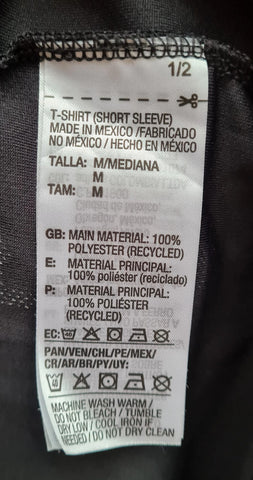 1/2
T-SHIRT (SHORT SLEEVE)
MADE IN MEXICO /FABRICADO
NO MÉXICO / HECHO EN MÉXICO
TALLA: M/MEDIANA
TALL: M
TAM: M
GB: MAIN MATERIAL: 100%
POLYESTER (RECYCLED)
E: MATERIAL PRINCIPAL:
100% poliéster (reciclado)
P: MATERIAL PRINCIPAL:
100% POLIÉSTER
(RECYCLED)
EC:
PAN/VEN/CHL/PE/MEX/
CR/AR/BR/PY/UY:
MACHINE WASH WARM /
DO NOT BLEACH / TUMBLE
DRY LOW / COOL IRON IF
NEEDED / DO NOT DRY CLEAN